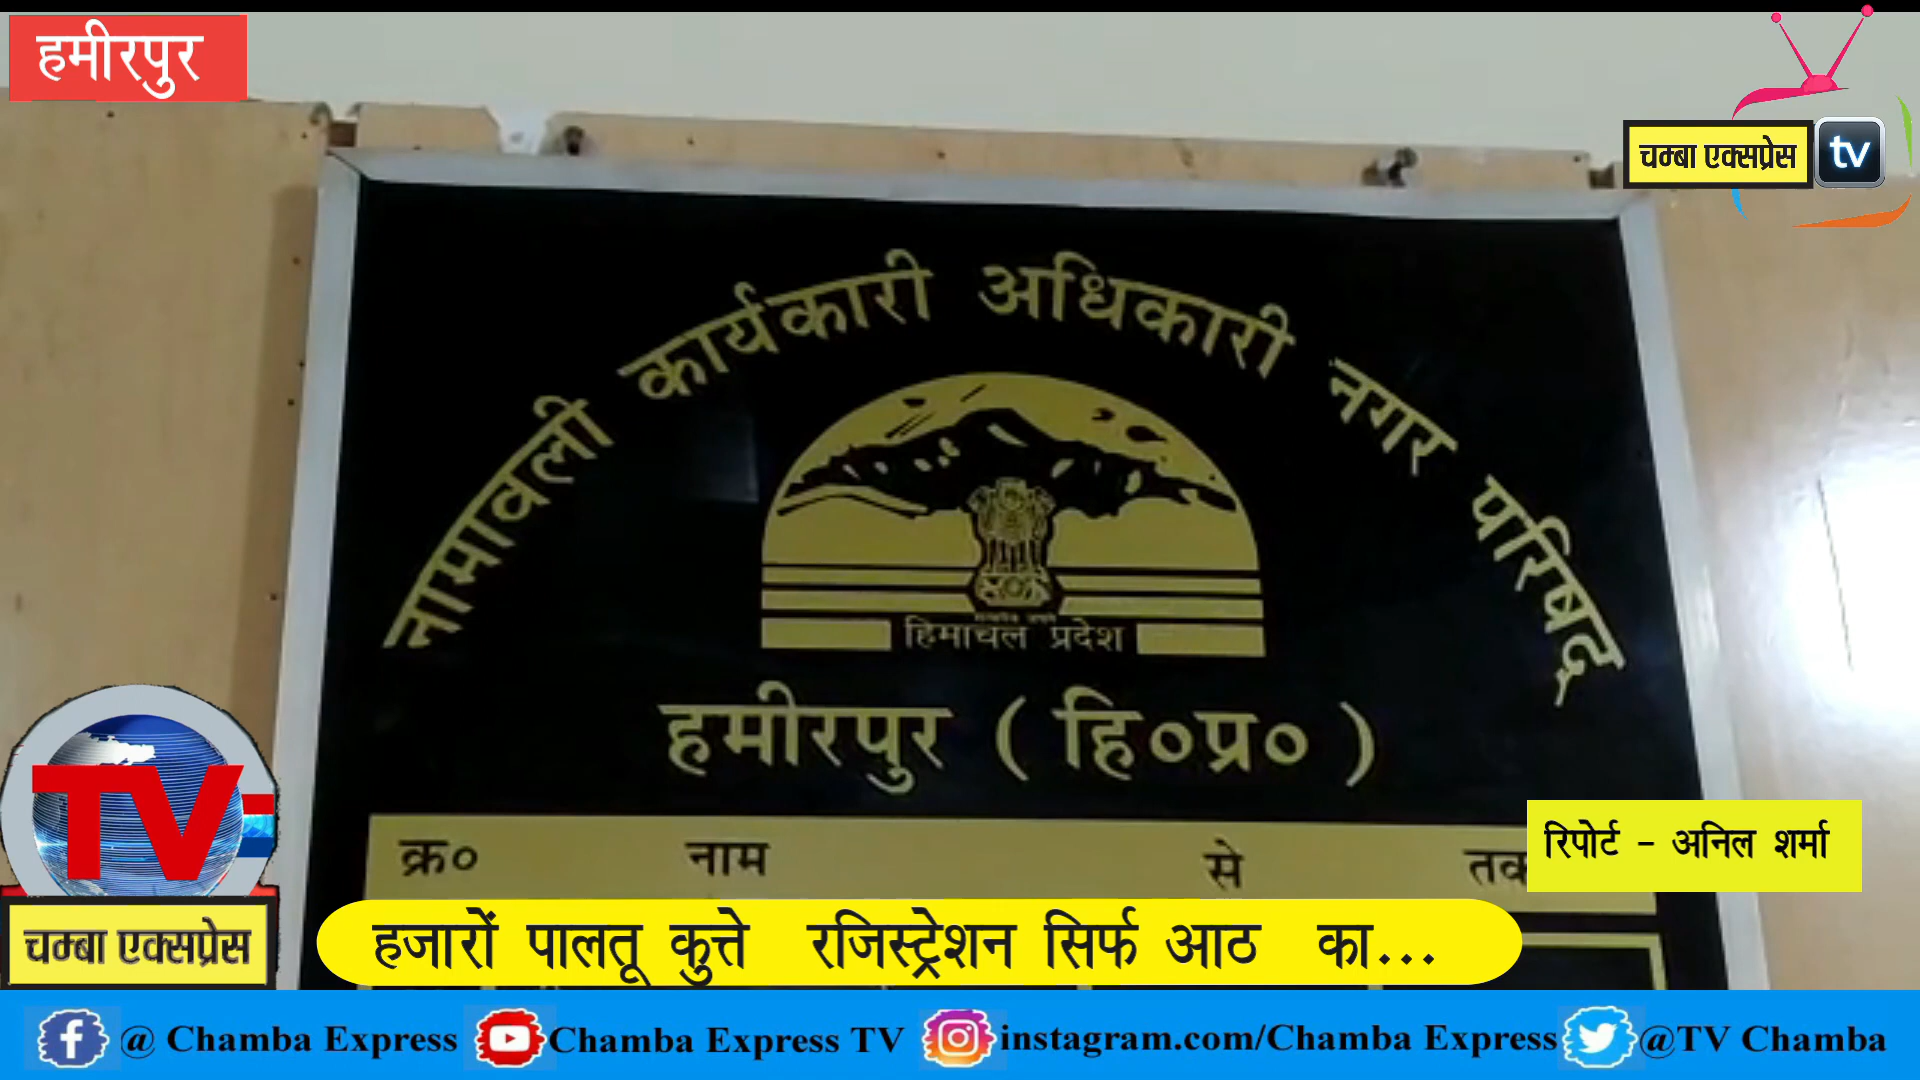 हमीरपुर
चम्बा एक्सप्रेस tv
नामावली कार्यकारी अधिकारी नगर परिषद्
हिमाचल प्रदेश
हमीरपुर ( हि०प्र० )
क्र० नाम से तक
रिपोर्ट - अनिल शर्मा
TV
चम्बा एक्सप्रेस
हजारों पालतू कुत्ते रजिस्ट्रेशन सिर्फ आठ का...
@ Chamba Express Chamba Express TV instagram.com/Chamba Express @TV Chamba